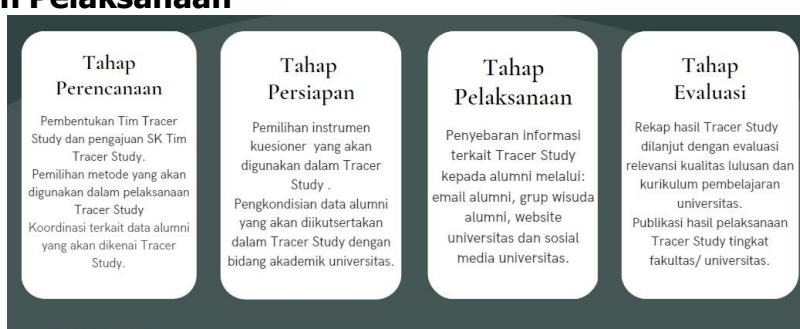 n Pelaksanaan
Tahap
Perencanaan
Pembentukan Tim Tracer
Study dan pengajuan SK Tim
Tracer Study.
Pemilihan metode yang akan
digunakan dalam pelaksanaan
Tracer Study
Koordinasi terkait data alumni
yang akan dikenai Tracer
Study.
Tahap
Persiapan
Pemilihan instrumen
kuesioner yang akan
digunakan dalam Tracer
Study .
Pengkondisian data alumni
yang akan diikutsertakan
dalam Tracer Study dengan
bidang akademik universitas.
Tahap
Pelaksanaan
Penyebaran informasi
terkait Tracer Study
kepada alumni melalui:
email alumni, grup wisuda
alumni, website
universitas dan sosial
media universitas.
Tahap
Evaluasi
Rekap hasil Tracer Study
dilanjut dengan evaluasi
relevansi kualitas lulusan dan
kurikulum pembelajaran
universitas.
Publikasi hasil pelaksanaan
Tracer Study tingkat
fakultas/ universitas.